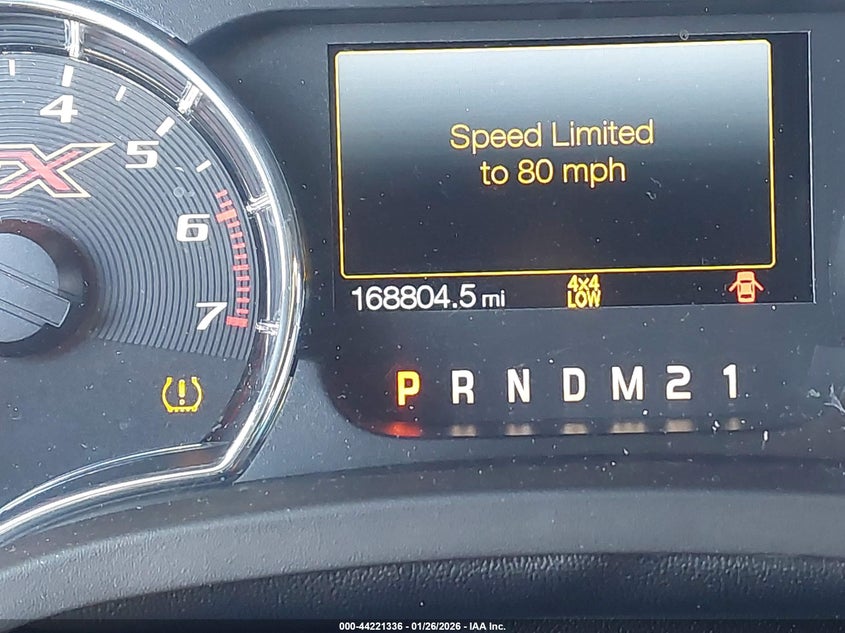 4
5
X
6
7
Speed Limited
to 80 mph
168804.5 mi
4x4
LOW
P R N D M 2 1
000-44221336 - 01/26/2026 - IAA Inc.